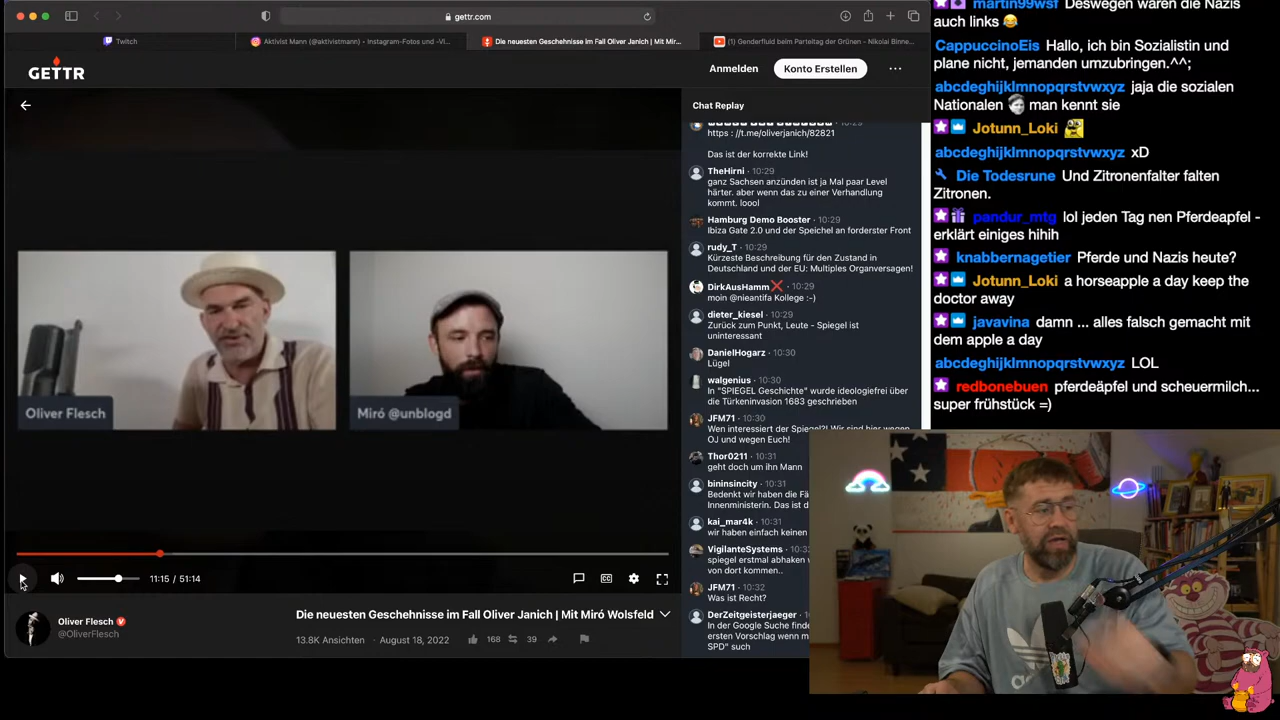 gettr.com
Twitch
Aktivist Mann (@aktivistmann) • Instagram-Fotos und -Vi...
Die neuesten Geschehnisse im Fall Oliver Janich | Mit Mir...
(1) Genderfluid beim Parteitag der Grünen - Nikolai Binne...
GETTR
Anmelden
Konto Erstellen
Chat Replay
10:29
https : //t.me/oliverjanich/82821
Das ist der korrekte Link!
TheHirni · 10:29
ganz Sachsen anzünden ist ja Mal paar Level
härter. aber wenn das zu einer Verhandlung
kommt. loool
Hamburg Demo Booster · 10:29
Ibiza Gate 2.0 und der Speichel an forderster Front
rudy_T · 10:29
Kürzeste Beschreibung für den Zustand in
Deutschland und der EU: Multiples Organversagen!
DirkAusHamm❌ · 10:29
moin @nieantifa Kollege :-)
dieter_kiesel · 10:29
Zurück zum Punkt, Leute - Spiegel ist
uninteressant
DanielHogarz · 10:30
Lügel
walgenius · 10:30
In "SPIEGEL Geschichte" wurde ideologiefrei über
die Türkeninvasion 1683 geschrieben
JFM71 · 10:30
Wen interessiert der Spiegel?! Wir sind hier wegen
OJ und wegen Euch!
Thor0211 · 10:31
geht doch um ihn Mann
bininsincity · 10:31
Bedenkt wir haben die Fä
Innenministerin. Das ist d
kai_mar4k · 10:31
wir haben einfach keinen
VigilanteSystems · 10:3
spiegel erstmal abhaken
von dort kommen..
JFM71 · 10:32
Was ist Recht?
DerZeitgeisterjaeger · 10:
In der Google Suche finde
ersten Vorschlag wenn m
SPD" such
Oliver Flesch
Miró @unblogd
11:15 / 51:14
Oliver Flesch
@OliverFlesch
Die neuesten Geschehnisse im Fall Oliver Janich | Mit Miró Wolsfeld
13.8K Ansichten • August 18, 2022
168
39
martin99wsf Deswegen waren die Nazis
auch links 😂
CappuccinoEis Hallo, ich bin Sozialistin und
plane nicht, jemanden umzubringen.^^;
abcdeghijklmnopqrstvwxyz jaja die sozialen
Nationalen man kennt sie
Jotunn_Loki
abcdeghijklmnopqrstvwxyz xD
Die Todesrune Und Zitronenfalter falten
Zitronen.
pandur_mtg lol jeden Tag nen Pferdeapfel -
erklärt einiges hihih
knabbernagetier Pferde und Nazis heute?
Jotunn_Loki a horseapple a day keep the
doctor away
javavina damn ... alles falsch gemacht mit
dem apple a day
abcdeghijklmnopqrstvwxyz LOL
redbonebuen pferdeäpfel und scheuermilch...
super frühstück =)